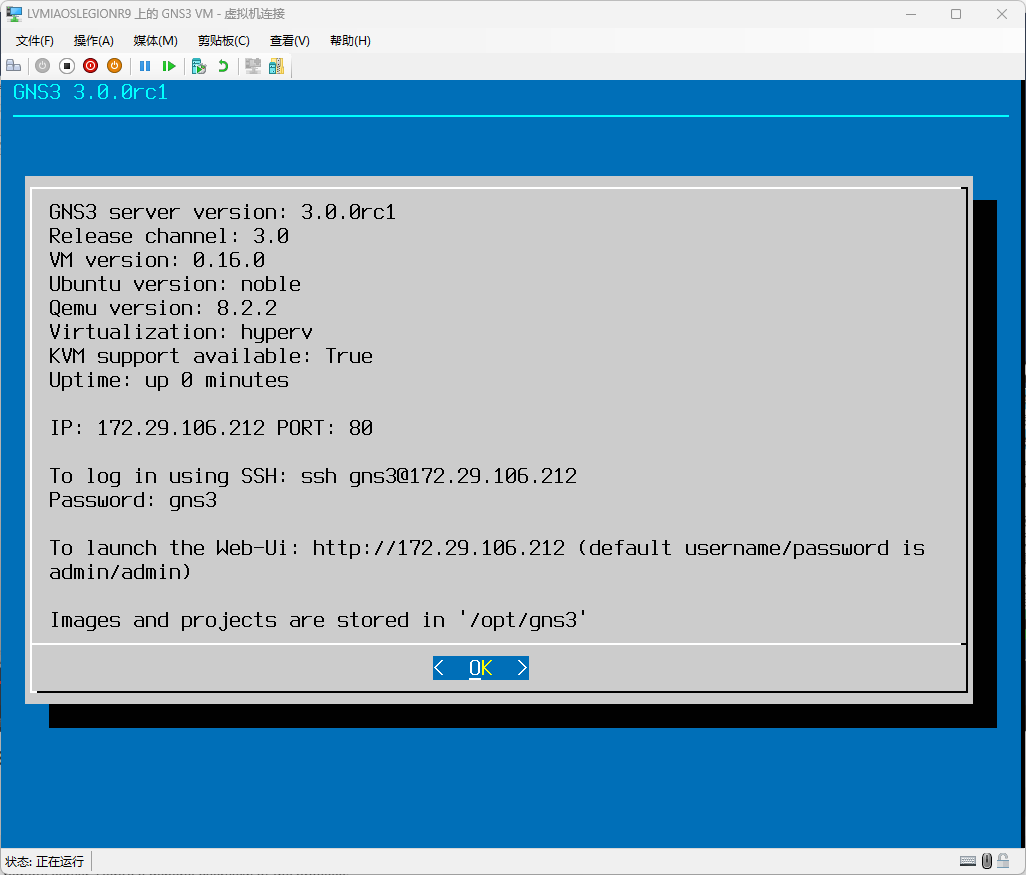 LVMIAOSLEGIONR9 上的 GNS3 VM - 虚拟机连接
文件(F) 操作(A) 媒体(M) 剪贴板(C) 查看(V) 帮助(H)
GNS3 3.0.0rc1
GNS3 server version: 3.0.0rc1
Release channel: 3.0
VM version: 0.16.0
Ubuntu version: noble
Qemu version: 8.2.2
Virtualization: hyperv
KVM support available: True
Uptime: up 0 minutes
IP: 172.29.106.212 PORT: 80
To log in using SSH: ssh gns3@172.29.106.212
Password: gns3
To launch the Web-Ui: http://172.29.106.212 (default username/password is
admin/admin)
Images and projects are stored in '/opt/gns3'
< OK >
状态: 正在运行